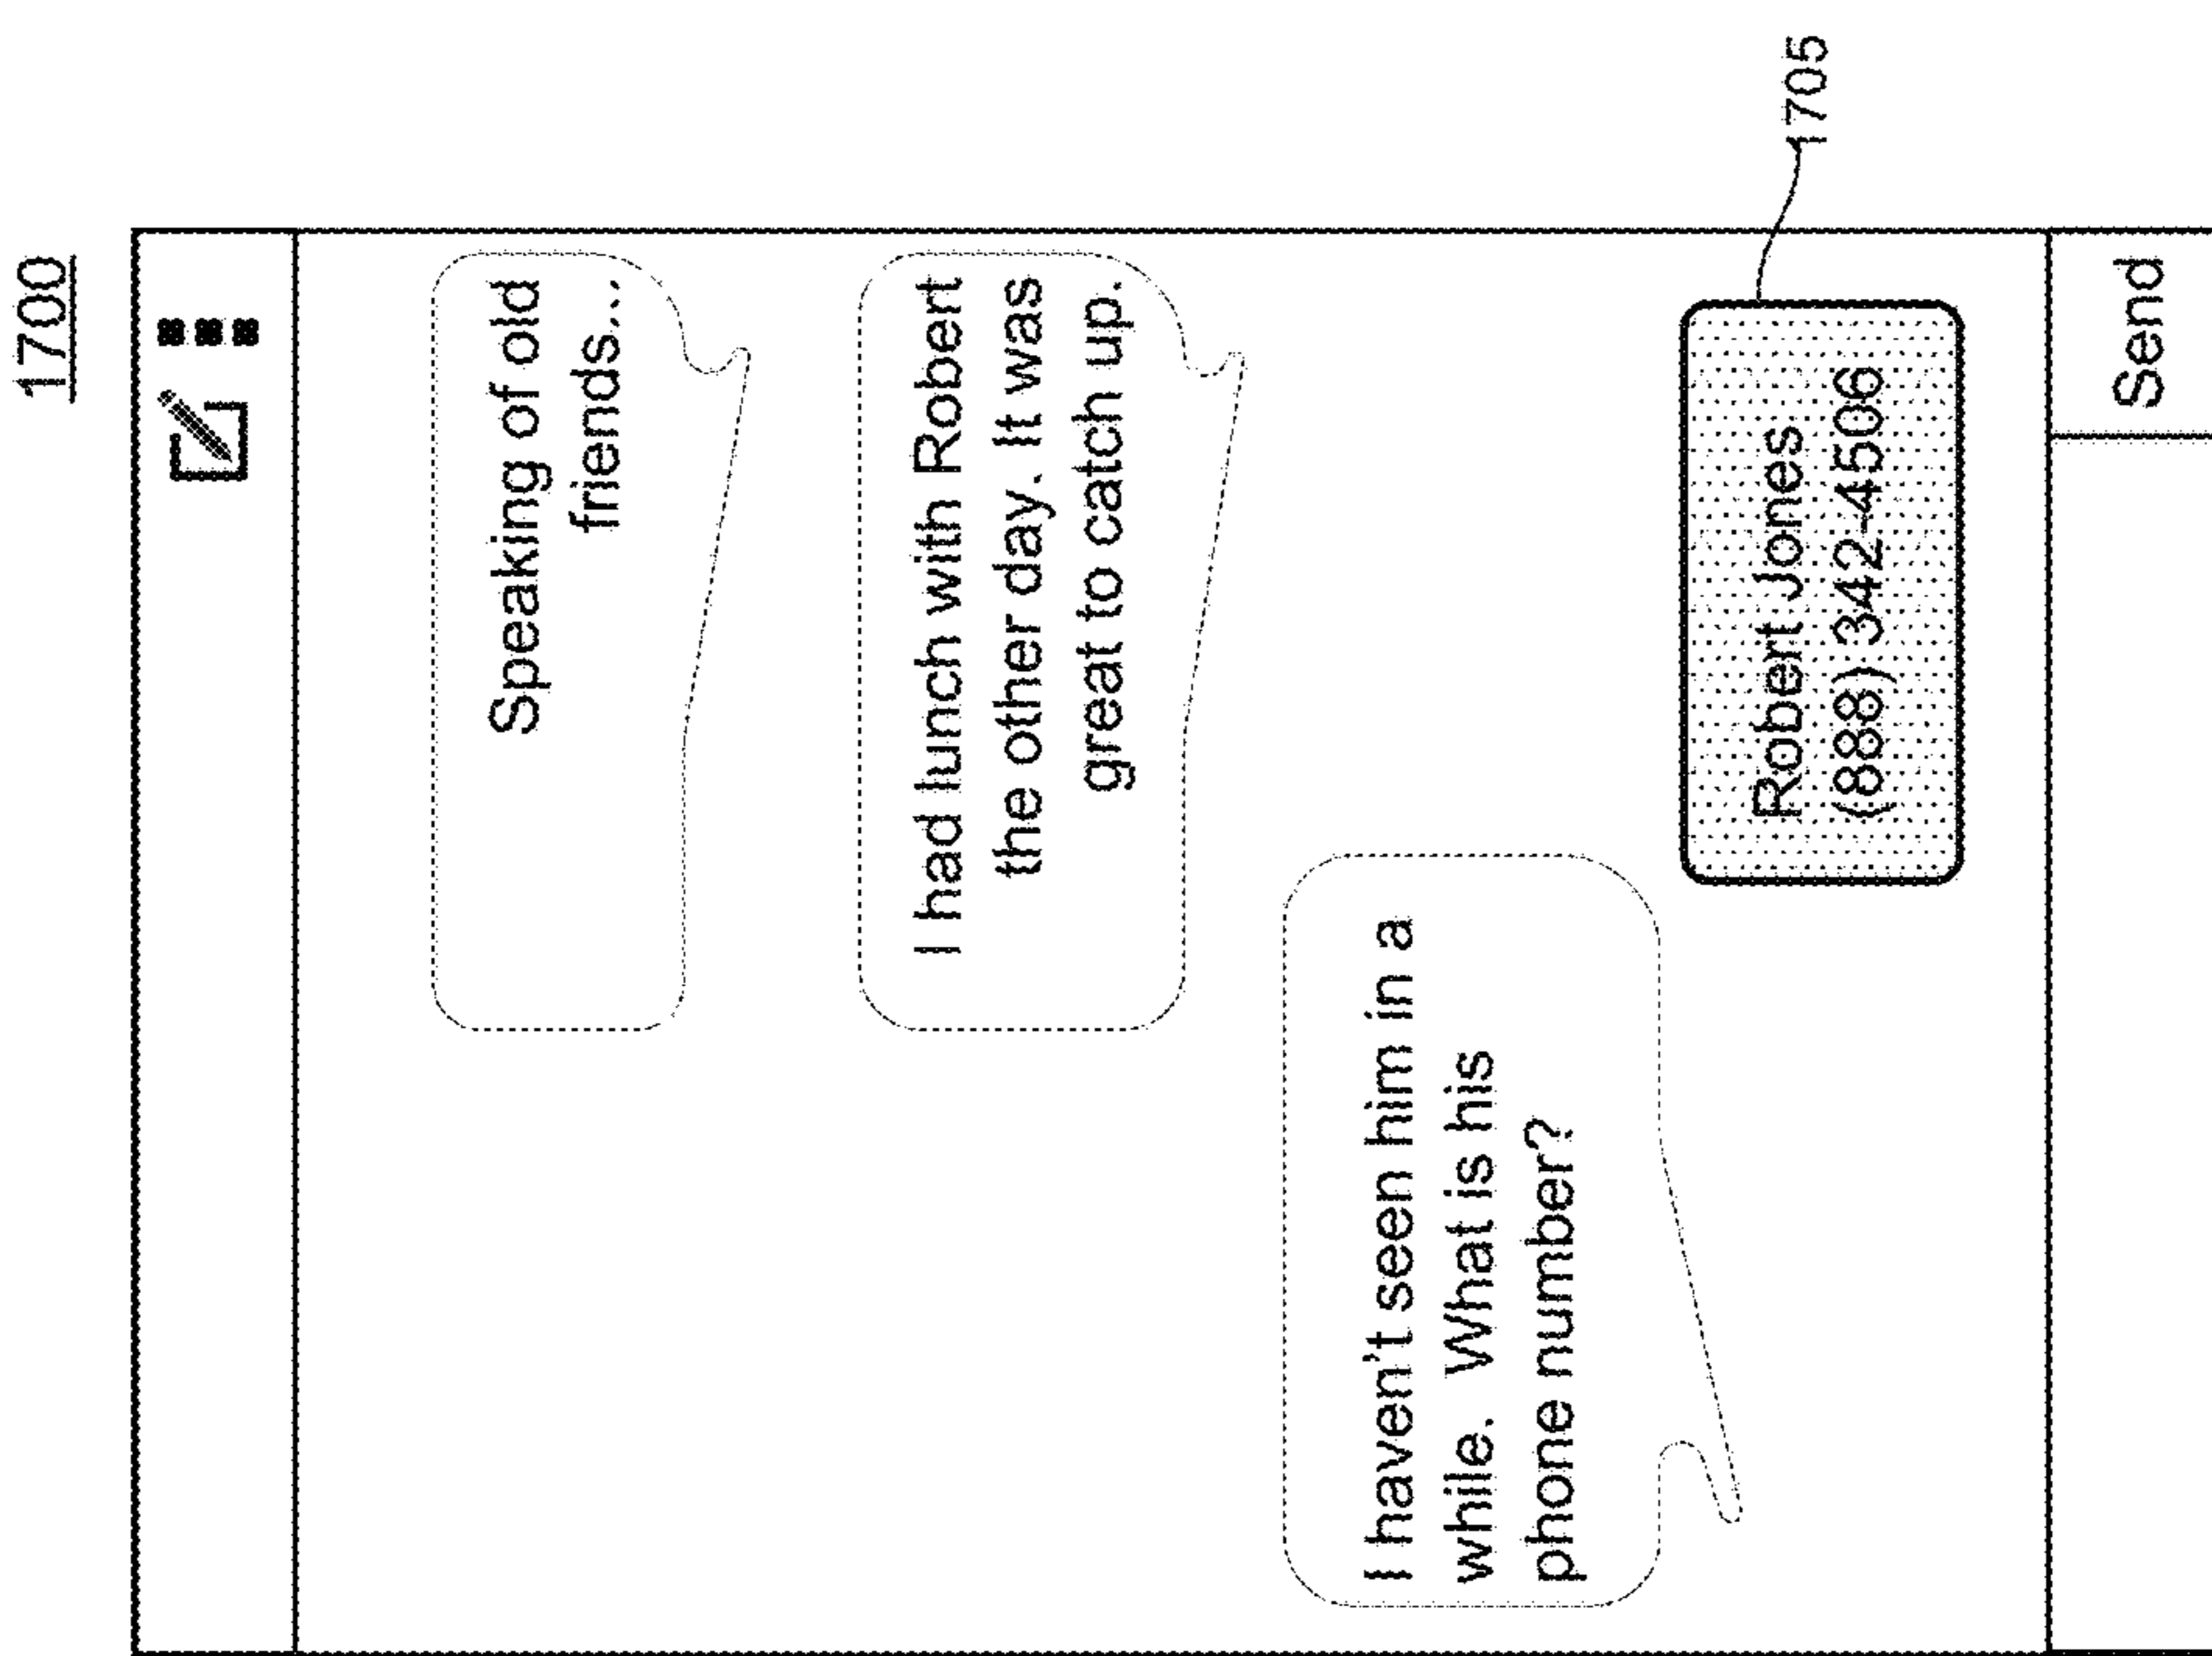 1700
Speaking of old
friends...
I had lunch with Robert
the other day. It was
great to catch up.
I haven't seen him in a
while. What is his
phone number?
Robert Jones
(888) 342-4506
1705
Send